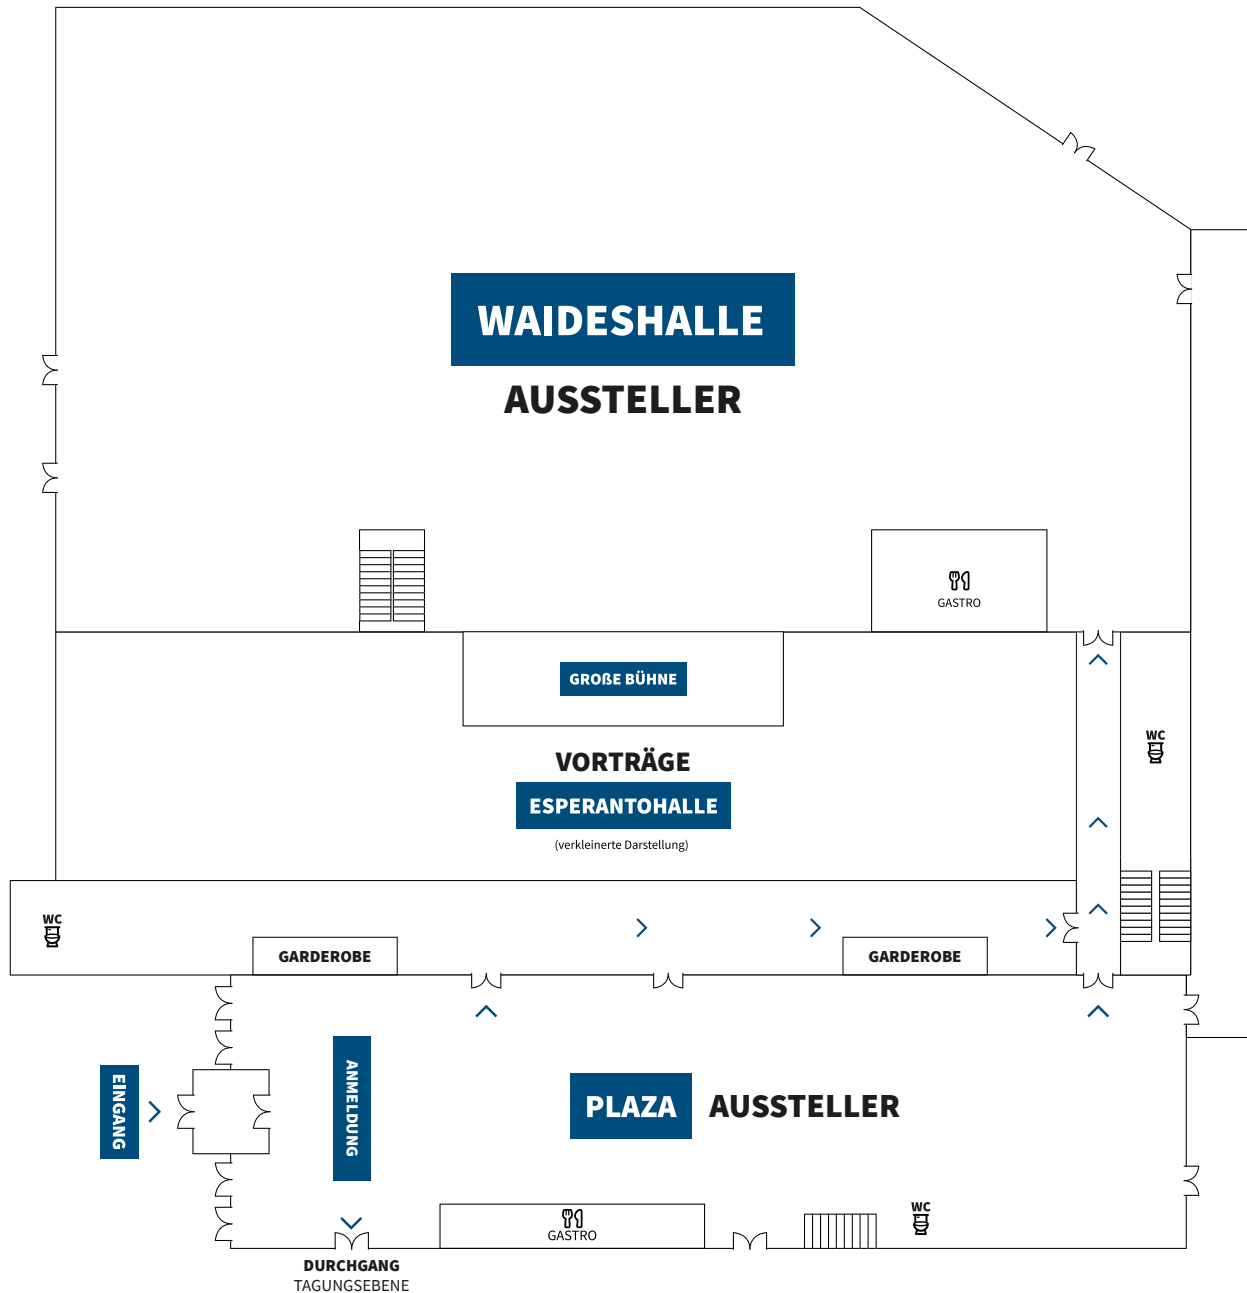 WAIDESHALLE
AUSSTELLER
GASTRO
GROßE BÜHNE
VORTRÄGE
ESPERANTOHALLE
(verkleinerte Darstellung)
WC
WC
GARDEROBE
GARDEROBE
EINGANG
ANMELDUNG
PLAZA AUSSTELLER
GASTRO
WC
DURCHGANG
TAGUNGSEBENE